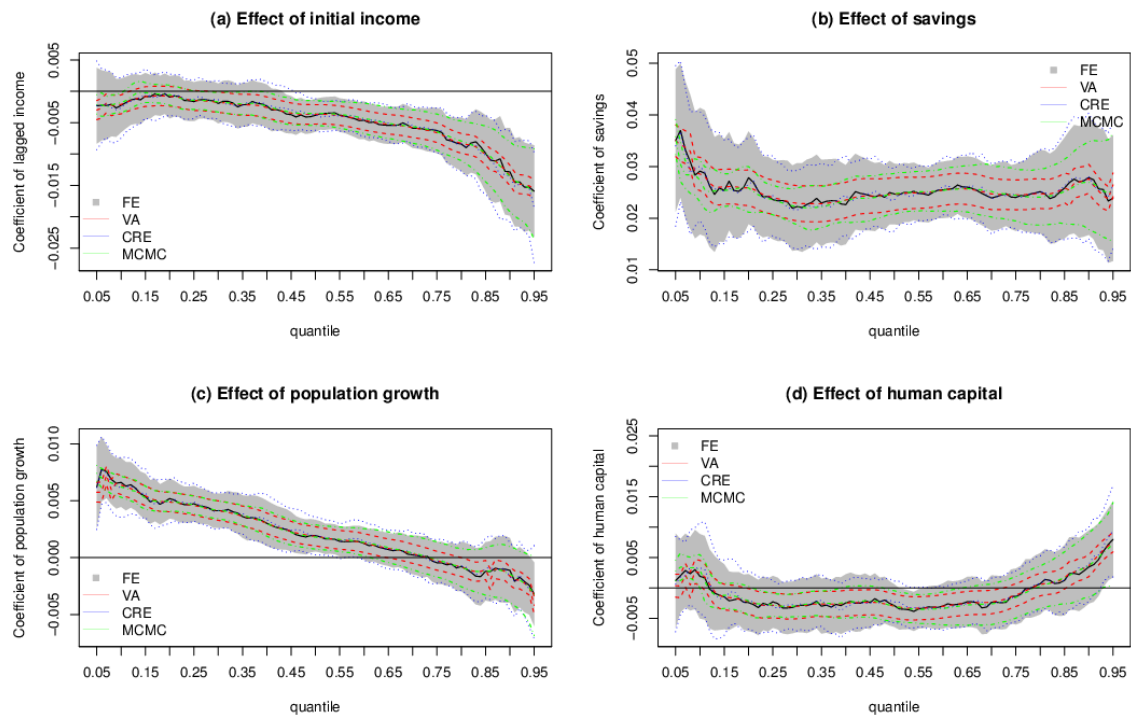 (a) Effect of initial income
Coefficient of lagged income
0.005
−0.005
−0.015
−0.025
FE
VA
CRE
MCMC
0.05 0.15 0.25 0.35 0.45 0.55 0.65 0.75 0.85 0.95
quantile
(b) Effect of savings
Coefficient of savings
0.05
0.04
0.03
0.02
0.01
FE
VA
CRE
MCMC
0.05 0.15 0.25 0.35 0.45 0.55 0.65 0.75 0.85 0.95
quantile
(c) Effect of population growth
Coefficient of population growth
0.010
0.005
0.000
−0.005
FE
VA
CRE
MCMC
0.05 0.15 0.25 0.35 0.45 0.55 0.65 0.75 0.85 0.95
quantile
(d) Effect of human capital
Coefficient of human capital
0.025
0.015
0.005
−0.005
FE
VA
CRE
MCMC
0.05 0.15 0.25 0.35 0.45 0.55 0.65 0.75 0.85 0.95
quantile